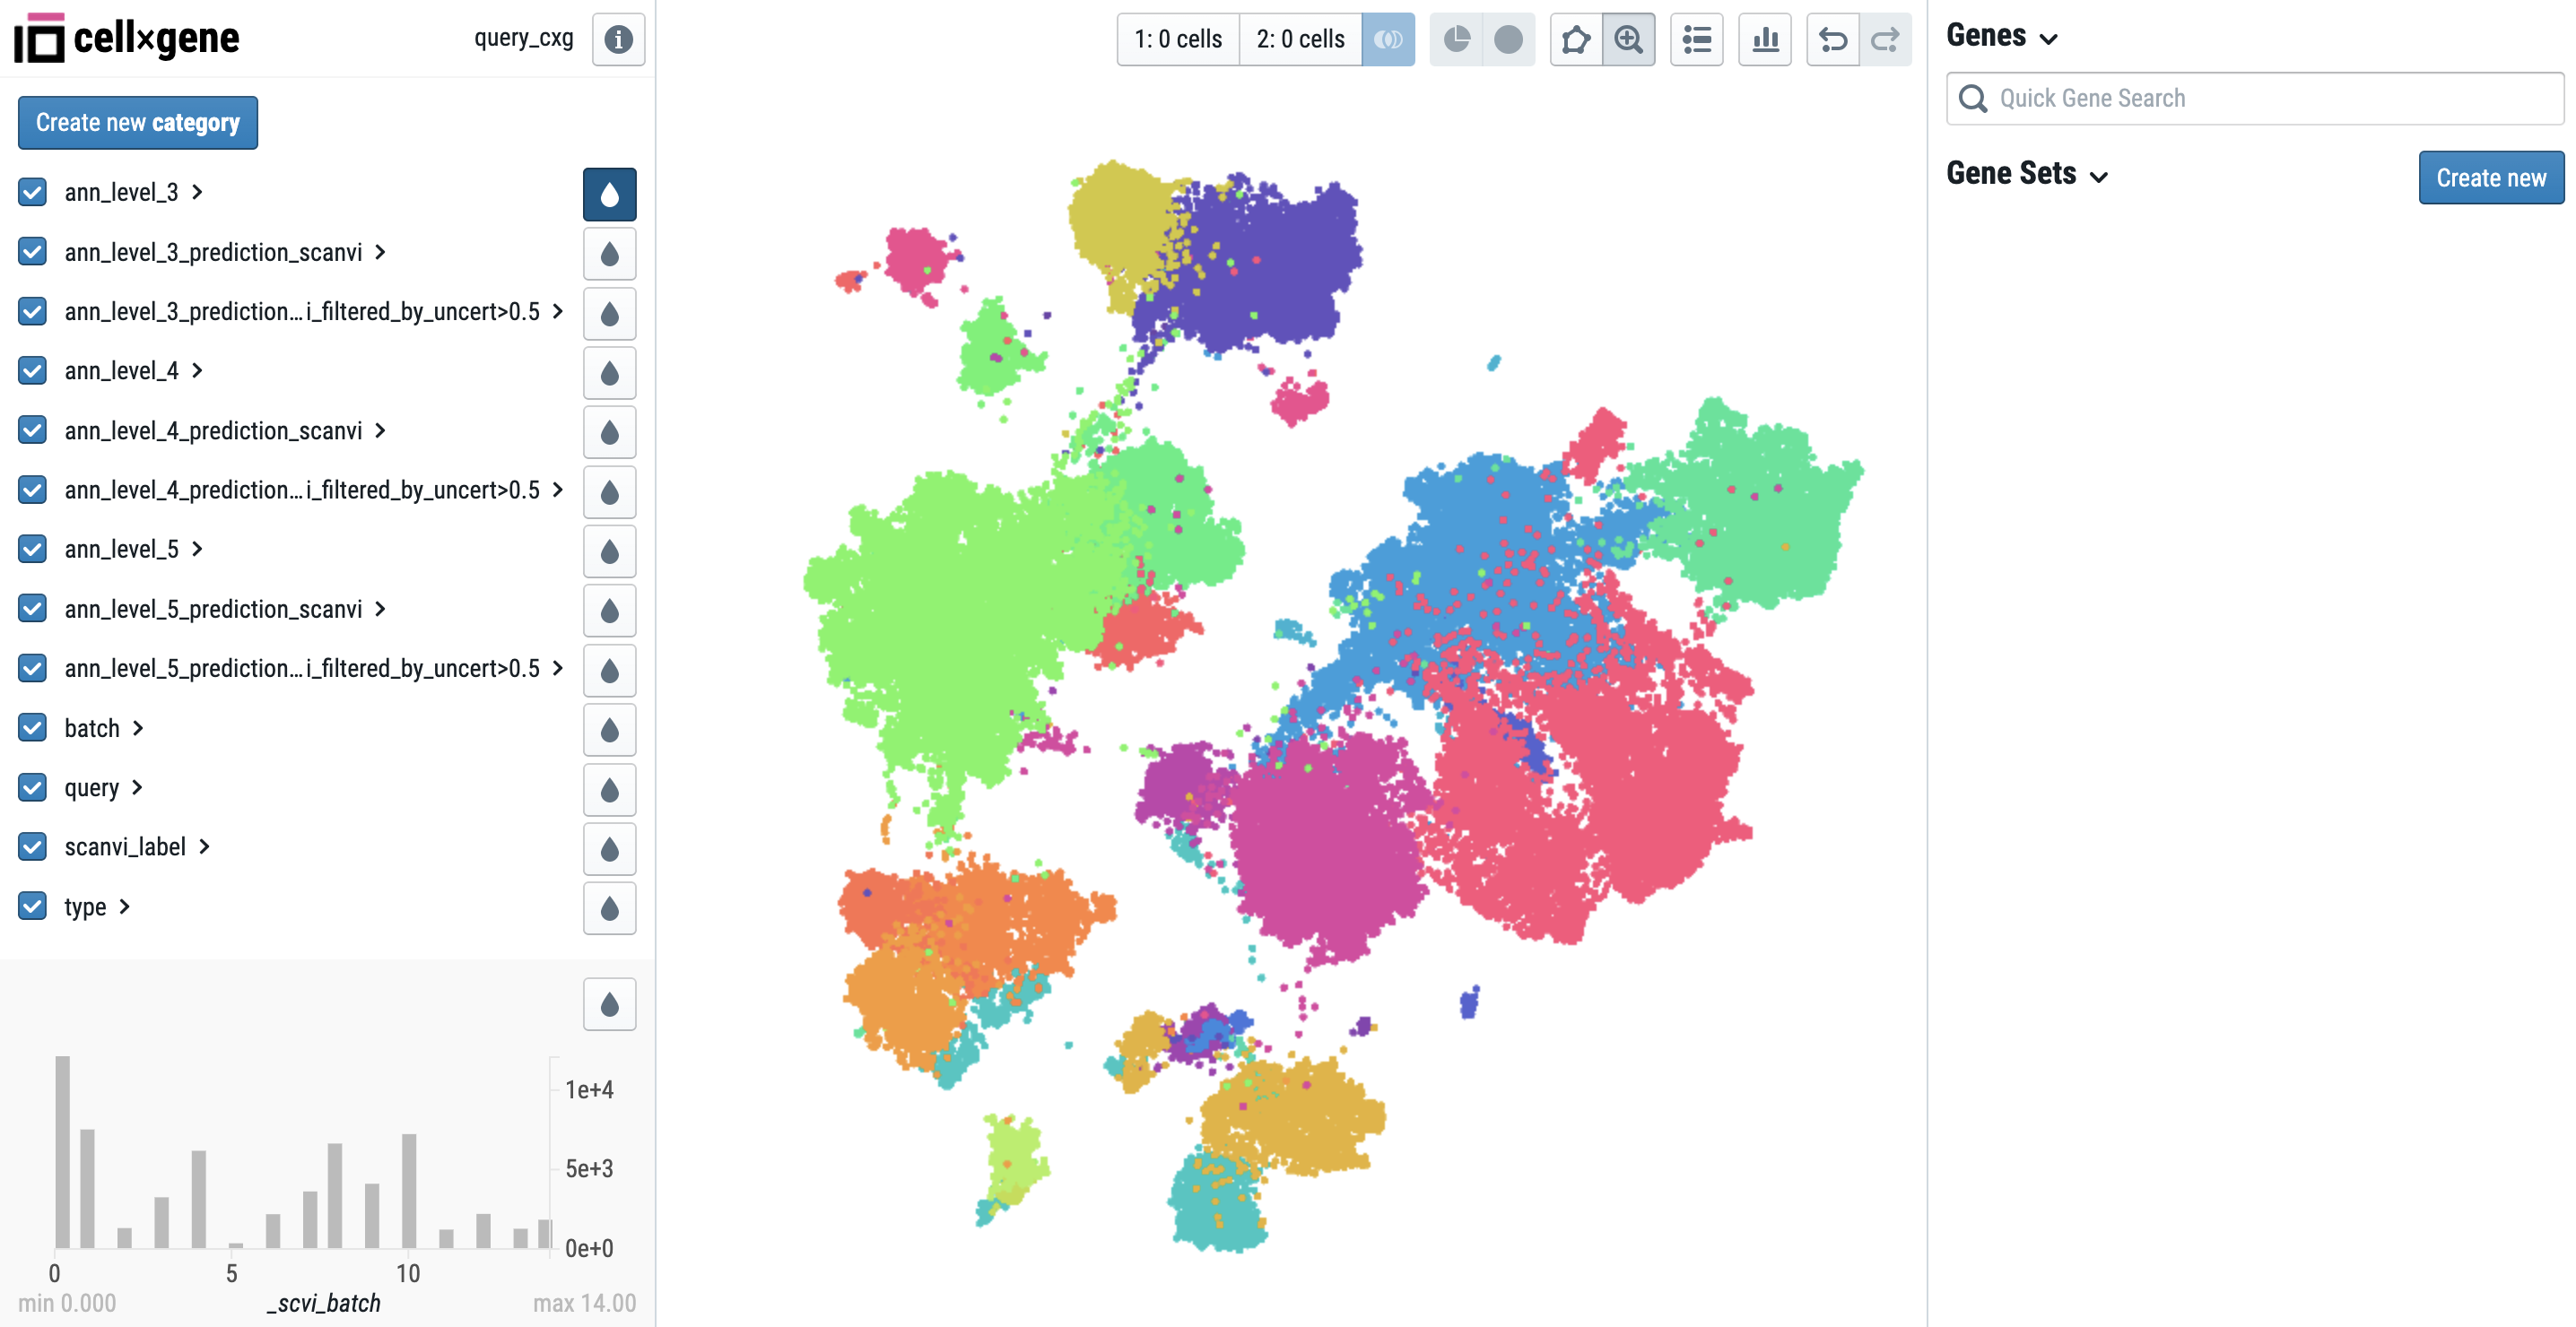 cell×gene
query_cxg
Create new category
ann_level_3
ann_level_3_prediction_scanvi
ann_level_3_prediction...i_filtered_by_uncert>0.5
ann_level_4
ann_level_4_prediction_scanvi
ann_level_4_prediction...i_filtered_by_uncert>0.5
ann_level_5
ann_level_5_prediction_scanvi
ann_level_5_prediction...i_filtered_by_uncert>0.5
batch
query
scanvi_label
type
1e+4
5e+3
0e+0
0 5 10
min 0.000 _scvi_batch max 14.00
1: 0 cells 2: 0 cells
Genes
Quick Gene Search
Gene Sets
Create new